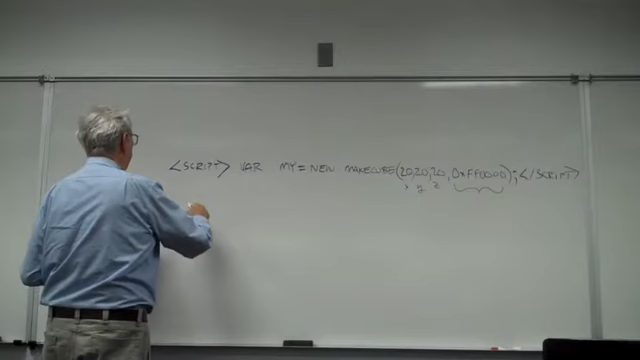 <SCRIPT> VAR MY = NEW MAKECUBE(20,20,20, 0xFF0000);</SCRIPT>
x y z